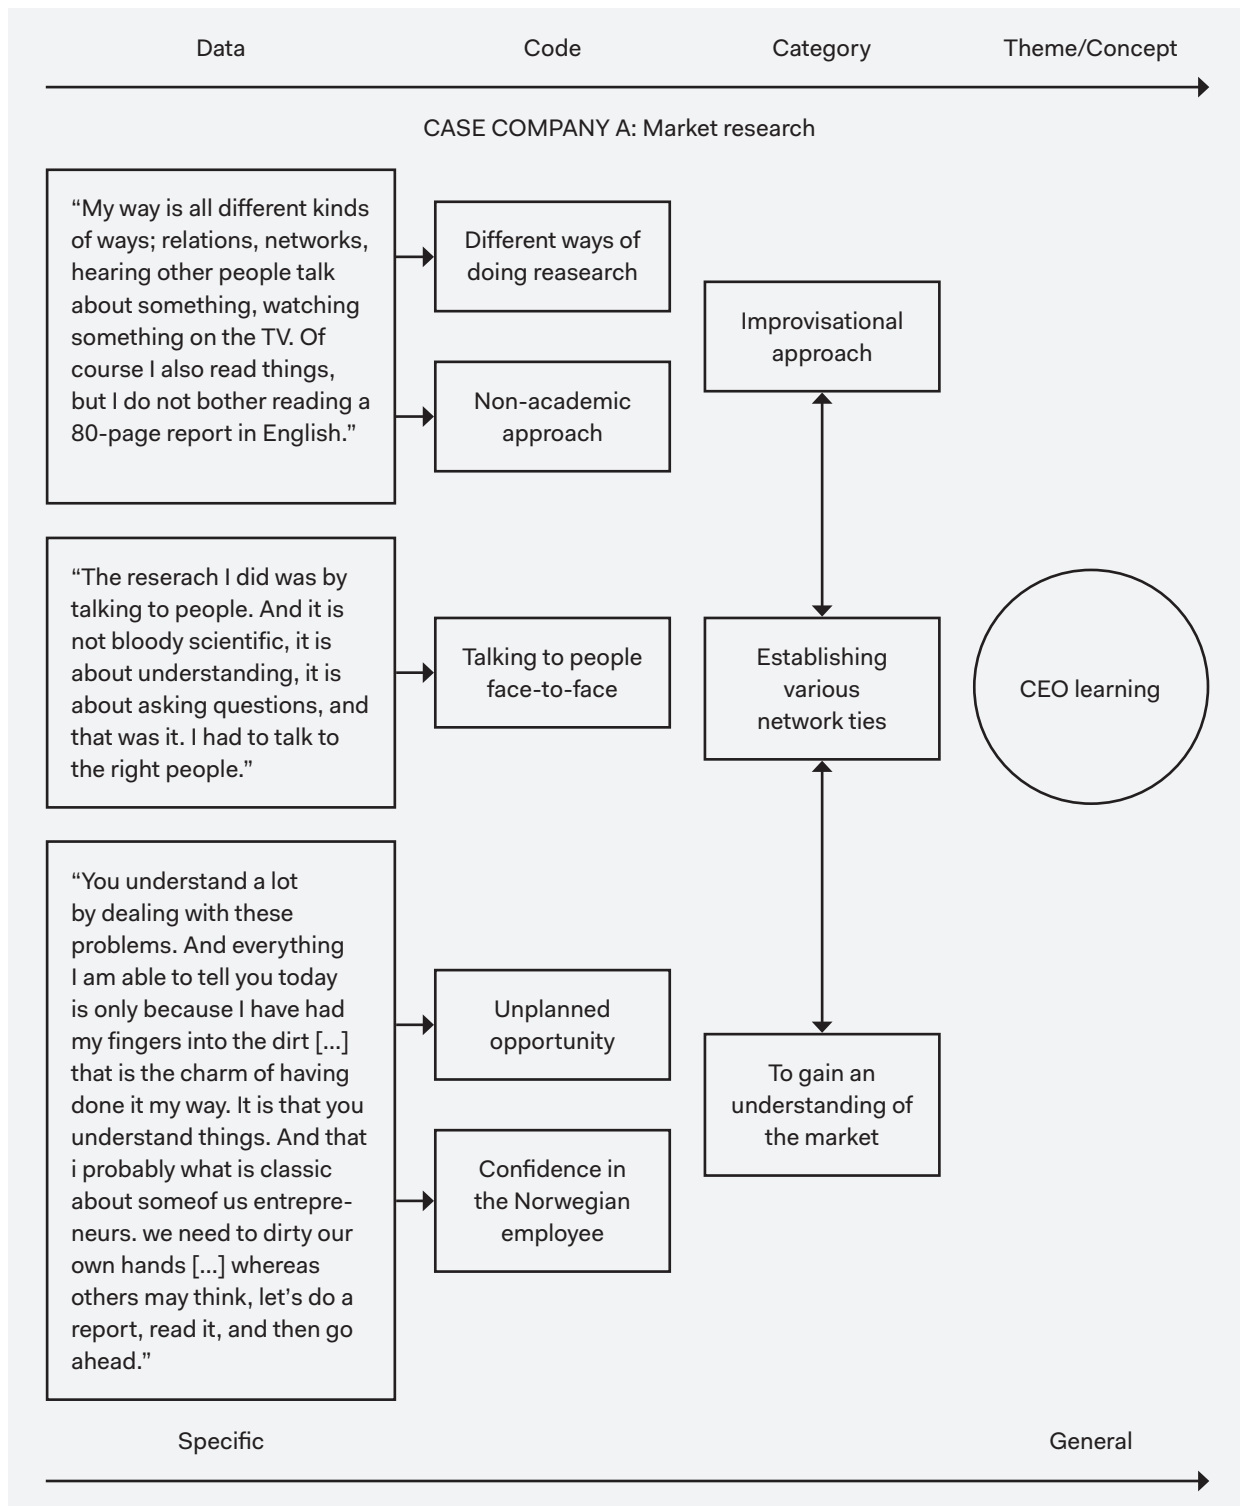 Data
Code
Category
Theme/Concept
CASE COMPANY A: Market research
“My way is all different kinds
of ways; relations, networks,
hearing other people talk
about something, watching
something on the TV. Of
course I also read things,
but I do not bother reading a
80-page report in English.”
Different ways of
doing reasearch
Non-academic
approach
Improvisational
approach
“The reserach I did was by
talking to people. And it is
not bloody scientific, it is
about understanding, it is
about asking questions, and
that was it. I had to talk to
the right people.”
Talking to people
face-to-face
Establishing
various
network ties
CEO learning
“You understand a lot
by dealing with these
problems. And everything
I am able to tell you today
is only because I have had
my fingers into the dirt [...]
that is the charm of having
done it my way. It is that you
understand things. And that
i probably what is classic
about someof us entrepre-
neurs. we need to dirty our
own hands [...] whereas
others may think, let’s do a
report, read it, and then go
ahead.”
Unplanned
opportunity
Confidence in
the Norwegian
employee
To gain an
understanding of
the market
Specific
General